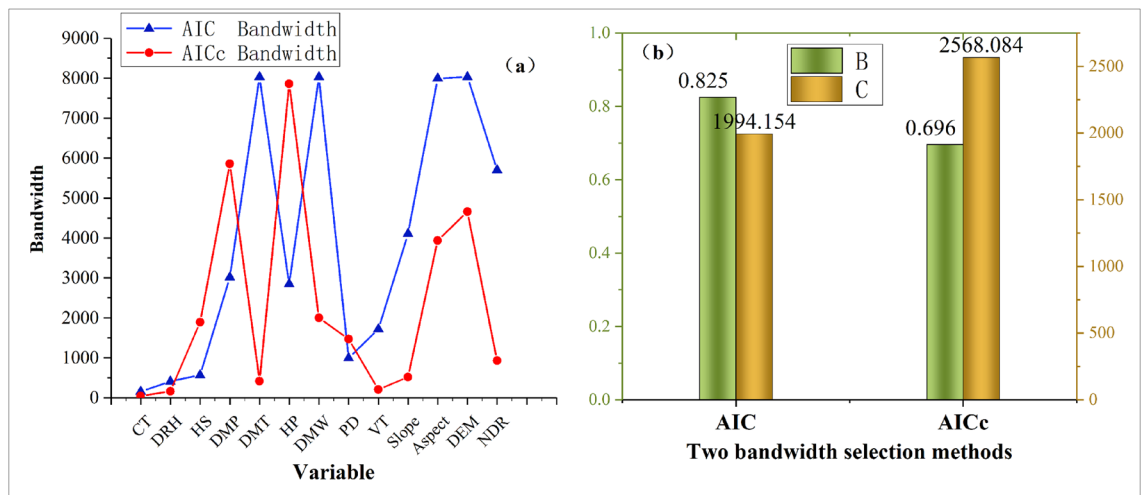 AIC Bandwidth
AICc Bandwidth
(a)
9000
8000
7000
6000
5000
4000
3000
2000
1000
0
Bandwidth
CT
DRH
HS
DMP
DMT
HP
DMW
PD
VT
Slope
Aspect
DEM
NDR
Variable
(b)
B
C
1.0
0.8
0.6
0.4
0.2
0.0
0.825
1994.154
0.696
2568.084
2500
2000
1500
1000
500
0
AIC
AICc
Two bandwidth selection methods